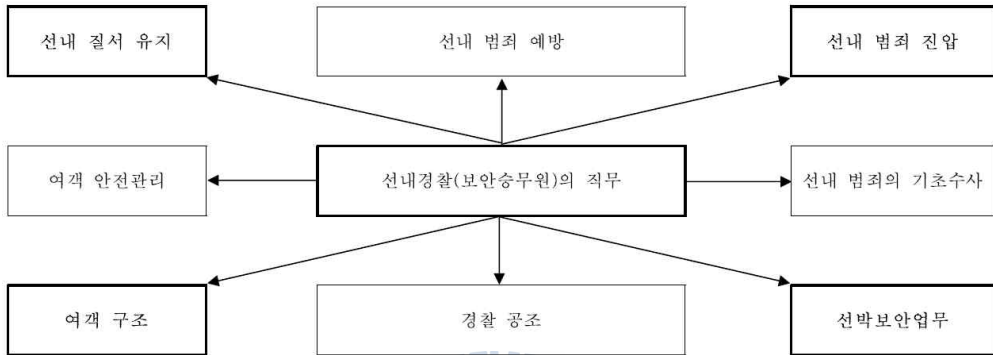 선내 질서 유지
선내 범죄 예방
선내 범죄 진압
여객 안전관리
선내경찰(보안승무원)의 직무
선내 범죄의 기초수사
여객 구조
경찰 공조
선박보안업무